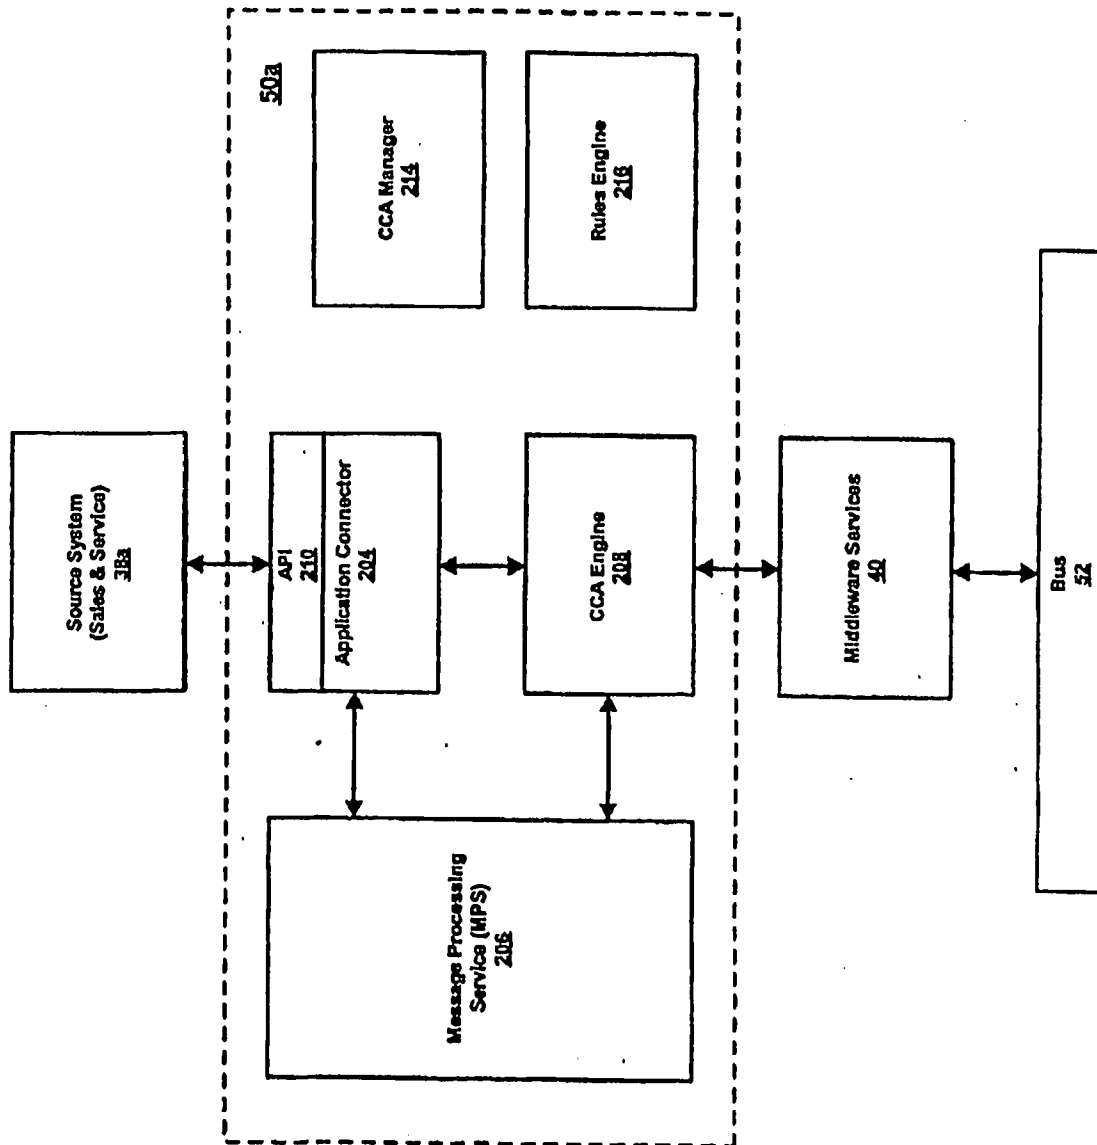 Source System
(Sales & Service)
38a
50a
API
210
Application Connector
204
CCA Manager
214
Message Processing
Service (MPS)
206
CCA Engine
208
Rules Engine
216
Middleware Services
40
Bus
52